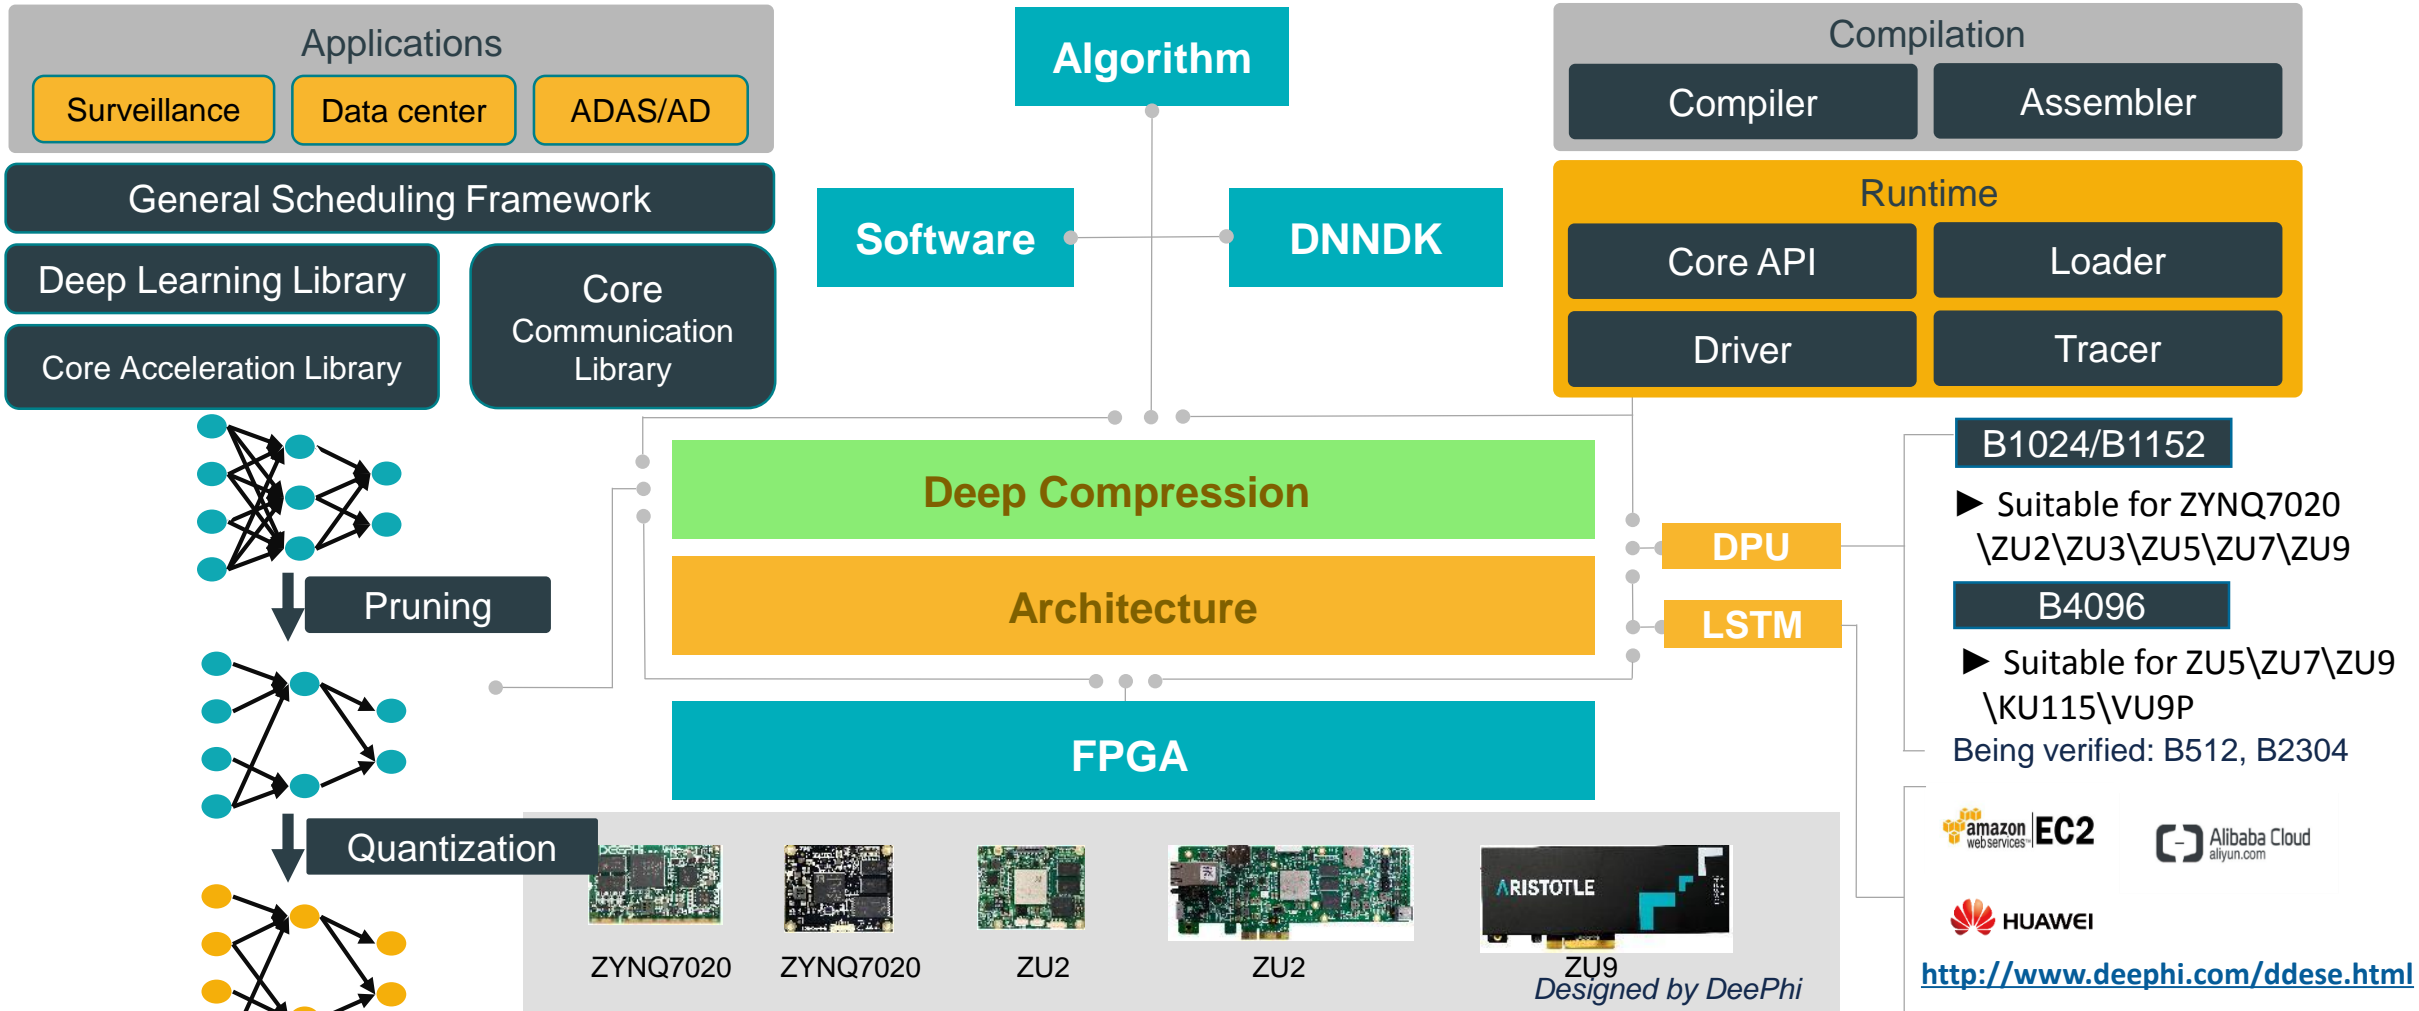 Applications
Surveillance
Data center
ADAS/AD
General Scheduling Framework
Deep Learning Library
Core Acceleration Library
Core
Communication
Library
Algorithm
Software
DNNDK
Compilation
Compiler
Assembler
Runtime
Core API
Loader
Driver
Tracer
Deep Compression
Architecture
FPGA
DPU
LSTM
Pruning
Quantization
B1024/B1152
► Suitable for ZYNQ7020
\ZU2\ZU3\ZU5\ZU7\ZU9
B4096
► Suitable for ZU5\ZU7\ZU9
\KU115\VU9P
Being verified: B512, B2304
amazon
web services™
EC2
Alibaba Cloud
aliyun.com
HUAWEI
http://www.deephi.com/ddese.html
DEEPHI
ARISTOTLE
ZYNQ7020
ZYNQ7020
ZU2
ZU2
ZU9
Designed by DeePhi